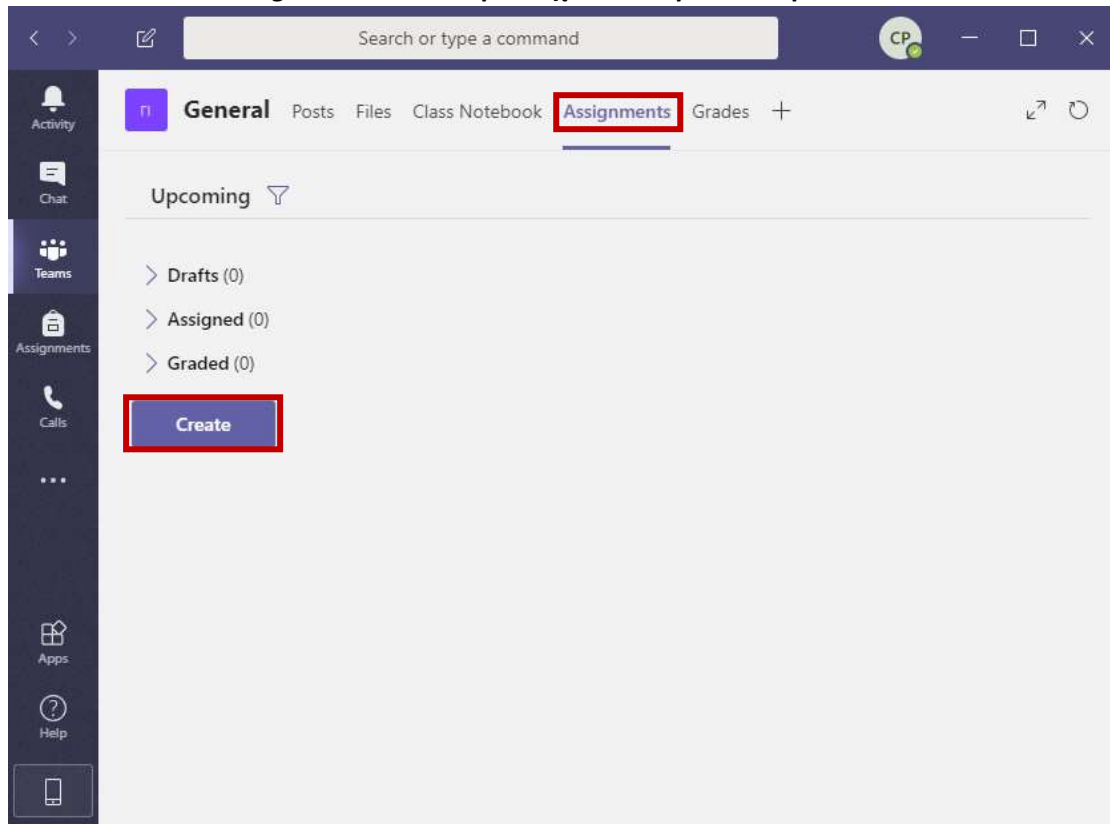 Search or type a command
CP
Activity
П
General Posts Files Class Notebook Assignments Grades
Chat
Upcoming
Teams
Drafts (0)
Assignments
Assigned (0)
Graded (0)
Calls
Create
Apps
Help